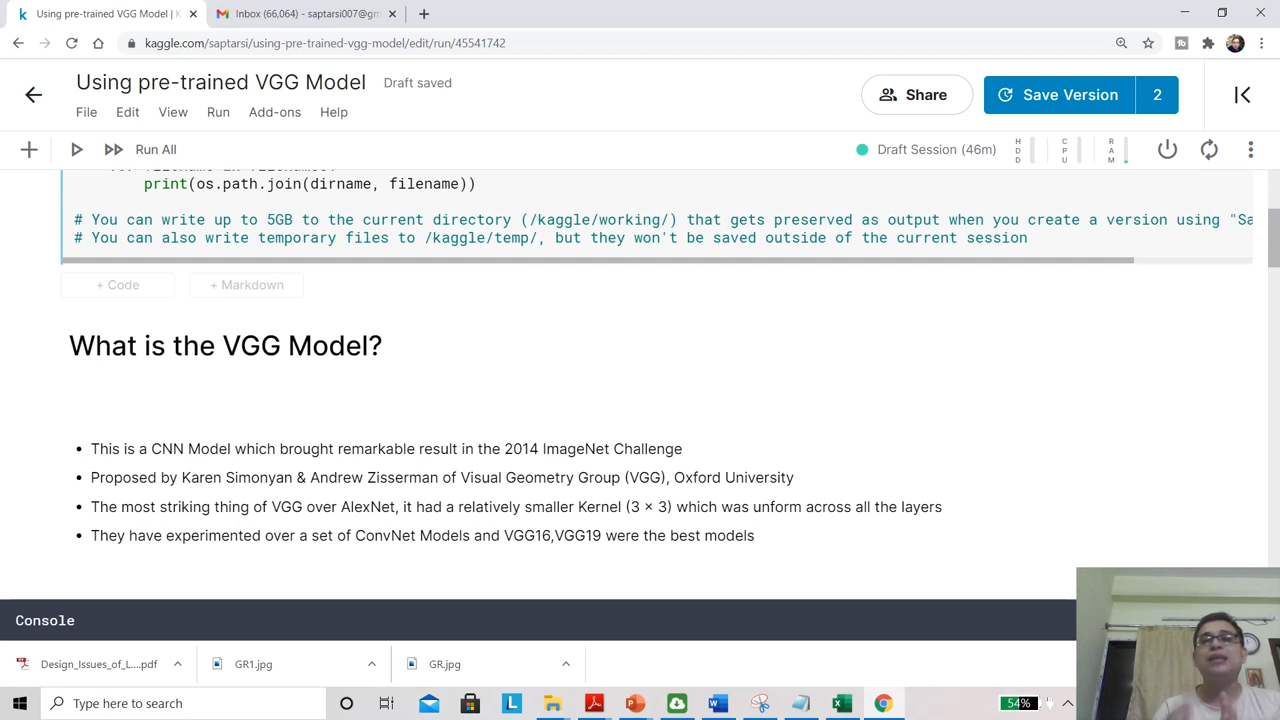 Using pre-trained VGG Model | K
Inbox (66,064) - saptarsi007@gm
kaggle.com/saptarsi/using-pre-trained-vgg-model/edit/run/45541742
Using pre-trained VGG Model
Draft saved
Share
Save Version
2
File
Edit
View
Run
Add-ons
Help
Run All
Draft Session (46m)
HDD
CPU
RAM
print(os.path.join(dirname, filename))
# You can write up to 5GB to the current directory (/kaggle/working/) that gets preserved as output when you create a version using "Sa
# You can also write temporary files to /kaggle/temp/, but they won't be saved outside of the current session
+ Code
+ Markdown
What is the VGG Model?
• This is a CNN Model which brought remarkable result in the 2014 ImageNet Challenge
• Proposed by Karen Simonyan & Andrew Zisserman of Visual Geometry Group (VGG), Oxford University
• The most striking thing of VGG over AlexNet, it had a relatively smaller Kernel (3 × 3) which was unform across all the layers
• They have experimented over a set of ConvNet Models and VGG16,VGG19 were the best models
Console
Design_Issues_of_L....pdf
GR1.jpg
GR.jpg
Type here to search
54%